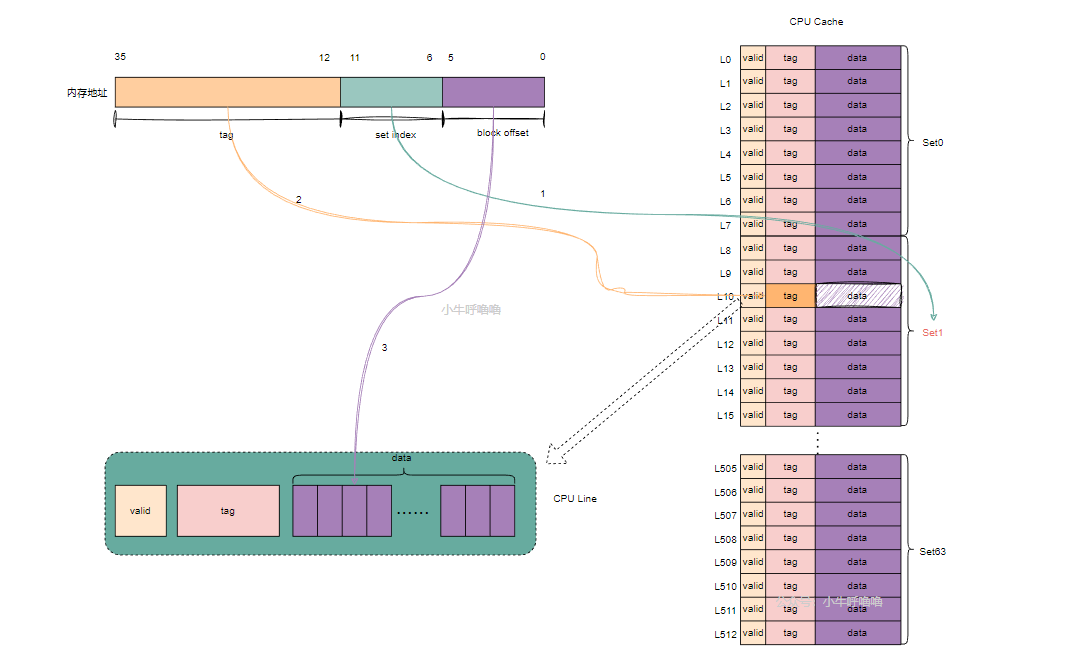 CPU Cache
35
12
11
6
5
0
内存地址
tag
set index
block offset
1
2
3
小牛呼噜噜
L0 valid tag data
L1 valid tag data
L2 valid tag data
L3 valid tag data
L4 valid tag data
L5 valid tag data
L6 valid tag data
L7 valid tag data
Set0
L8 valid tag data
L9 valid tag data
L10 valid tag data
L11 valid tag data
L12 valid tag data
L13 valid tag data
L14 valid tag data
L15 valid tag data
Set1
L505 valid tag data
L506 valid tag data
L507 valid tag data
L508 valid tag data
L509 valid tag data
L510 valid tag data
L511 valid tag data
L512 valid tag data
Set63
公众号：小牛呼噜噜
data
valid
tag
......
CPU Line